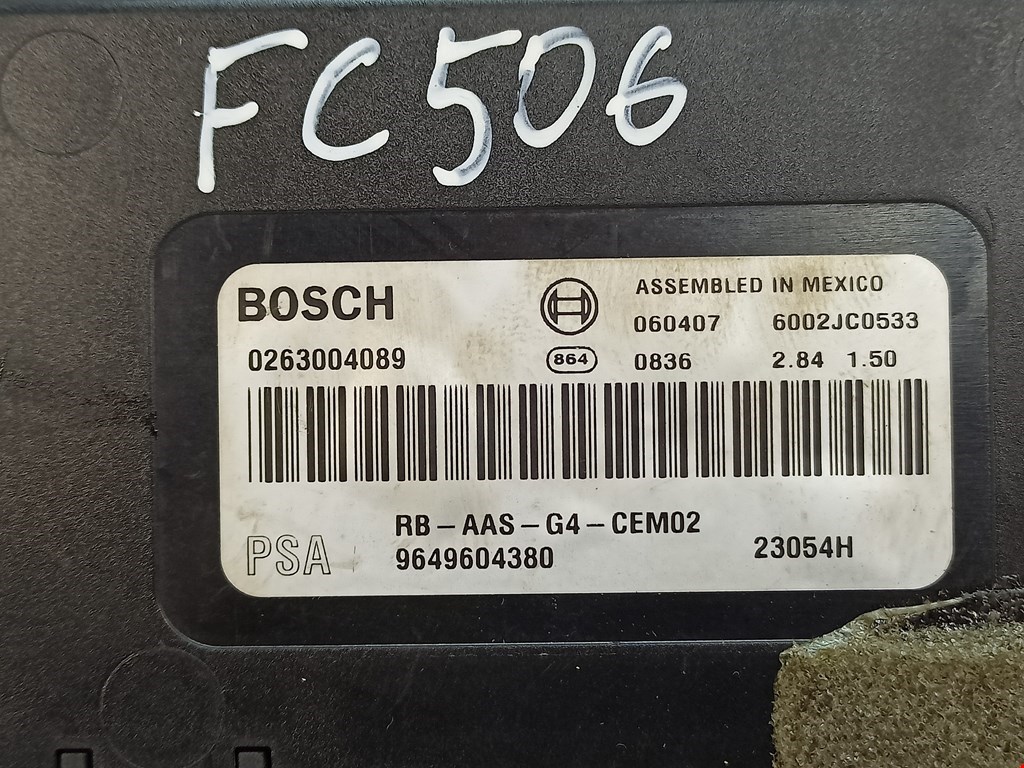 FC506
BOSCH
ASSEMBLED IN MEXICO
060407 6002JC0533
0263004089 864 0836 2.84 1.50
RB-AAS-G4-CEM02
PSA 9649604380 23054H